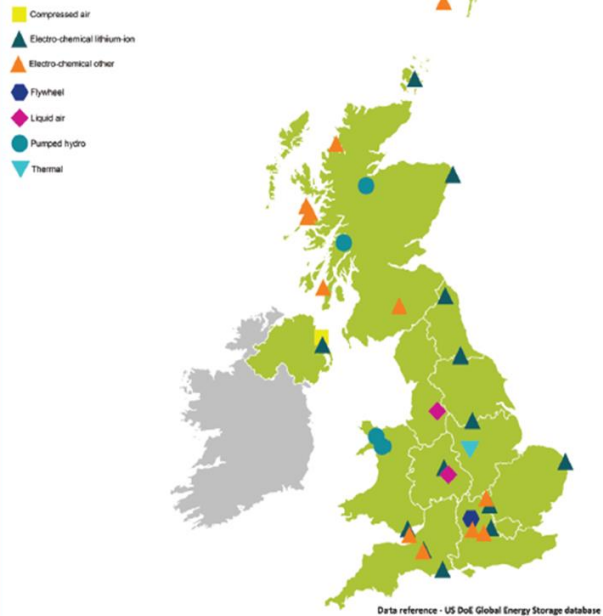 Compressed air
Electro-chemical lithium-ion
Electro-chemical other
Flywheel
Liquid air
Pumped hydro
Thermal
Data reference - US DoE Global Energy Storage database